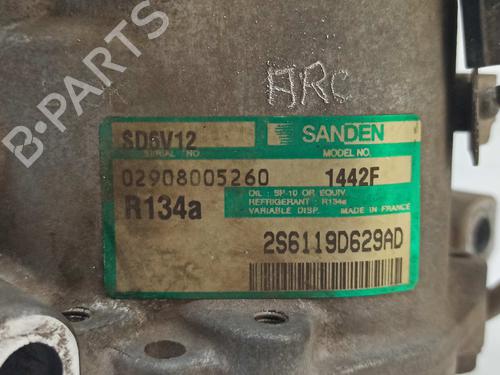 B-PARTS
ARC
SD6V12 SANDEN
SERIAL NO MODEL NO.
02908005260 1442F
R134a
OIL : SP-10 OR EQUIV.
REFRIGERANT : R134a
VARIABLE DISP. MADE IN FRANCE
2S6119D629AD